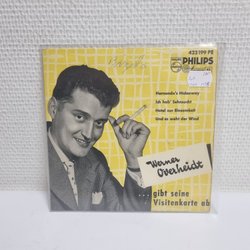 423 199 PE
PHILIPS
Hernando's Hideaway
Ich hab' Sehnsucht
Hotel zur Einsamkeit
Und es weht der Wind
Werner
Overheidt
... gibt seine
Visitenkarte ab